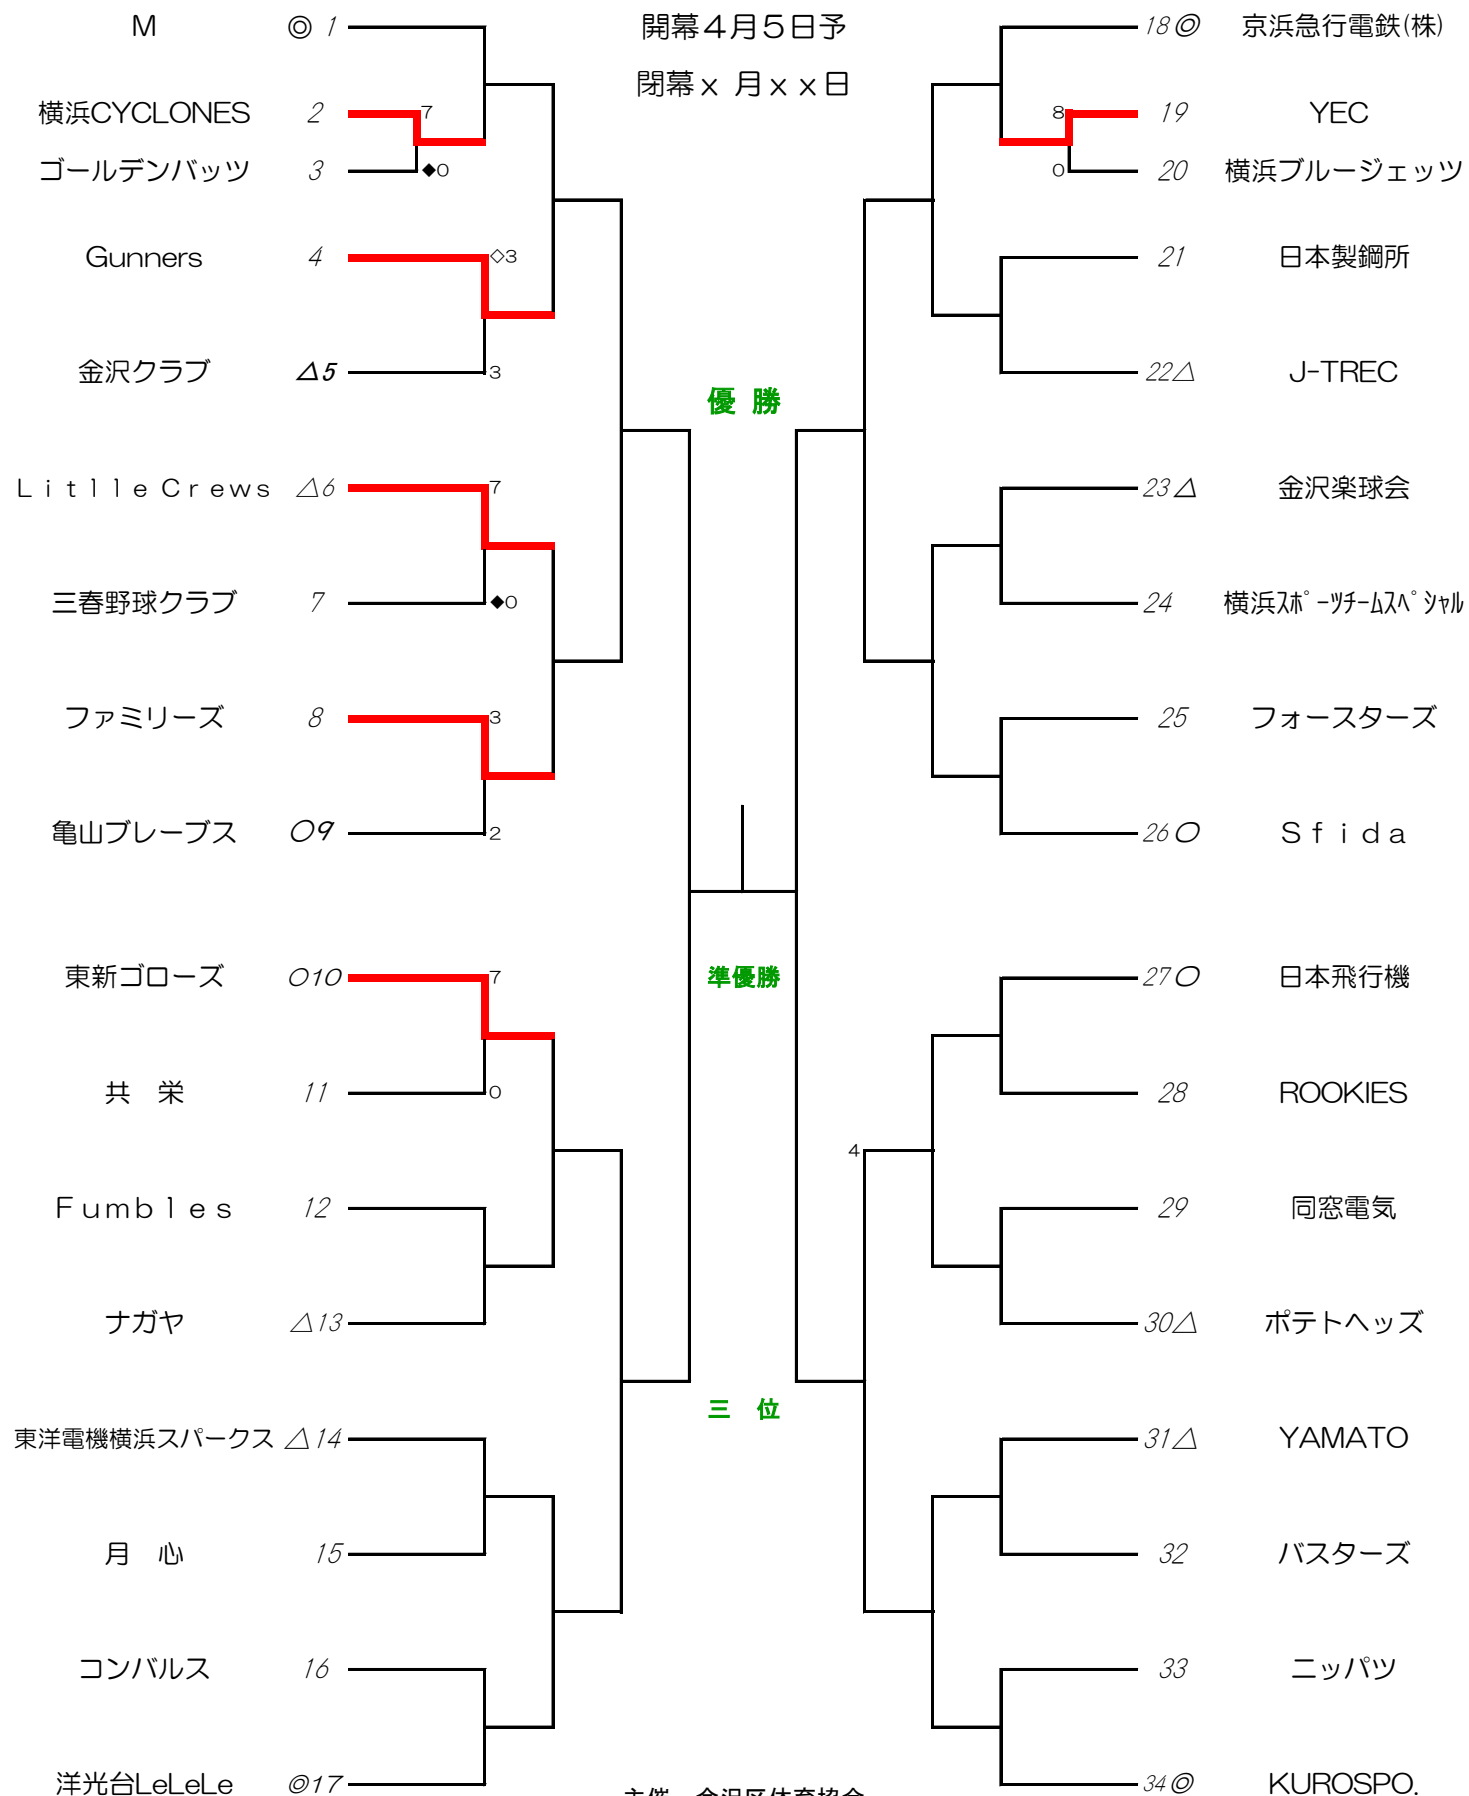 開幕4月5日予
閉幕x 月xx日
M ◎ 1
横浜CYCLONES 2 7
ゴールデンバッツ 3 ◆0
Gunners 4 ◇3
金沢クラブ △5 3
Lit11eCrews △6 7
三春野球クラブ 7 ◆0
ファミリーズ 8 3
亀山ブレーブス ○9 2
東新ゴローズ ○10 7
共 栄 11 0
Fumb1es 12
ナガヤ △13
東洋電機横浜スパークス △14
月 心 15
コンバルス 16
洋光台LeLeLe ◎17
優 勝
準優勝
三 位
18◎ 京浜急行電鉄(株)
8 19 YEC
0 20 横浜ブルージェッツ
21 日本製鋼所
22△ J-TREC
23△ 金沢楽球会
24 横浜ｽﾎﾟｰﾂﾁｰﾑｽﾍﾟｼｬﾙ
25 フォースターズ
26○ Sfida
27○ 日本飛行機
28 ROOKIES
4
29 同窓電気
30△ ポテトヘッズ
31△ YAMATO
32 バスターズ
33 ニッパツ
34◎ KUROSPO.
主催 金沢区体育協会